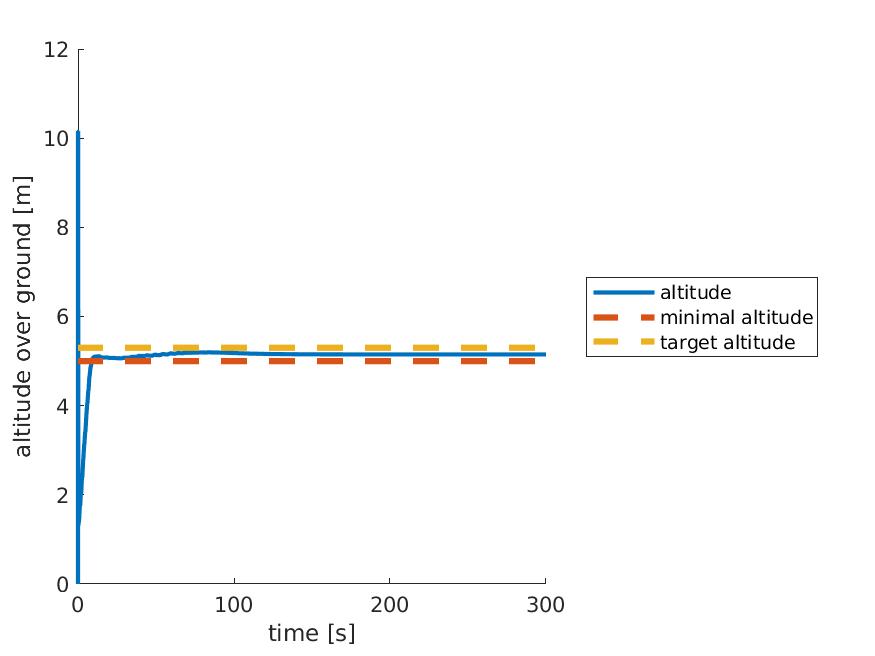 12
10
8
6
4
2
0
altitude over ground [m]
0 100 200 300
time [s]
altitude
minimal altitude
target altitude